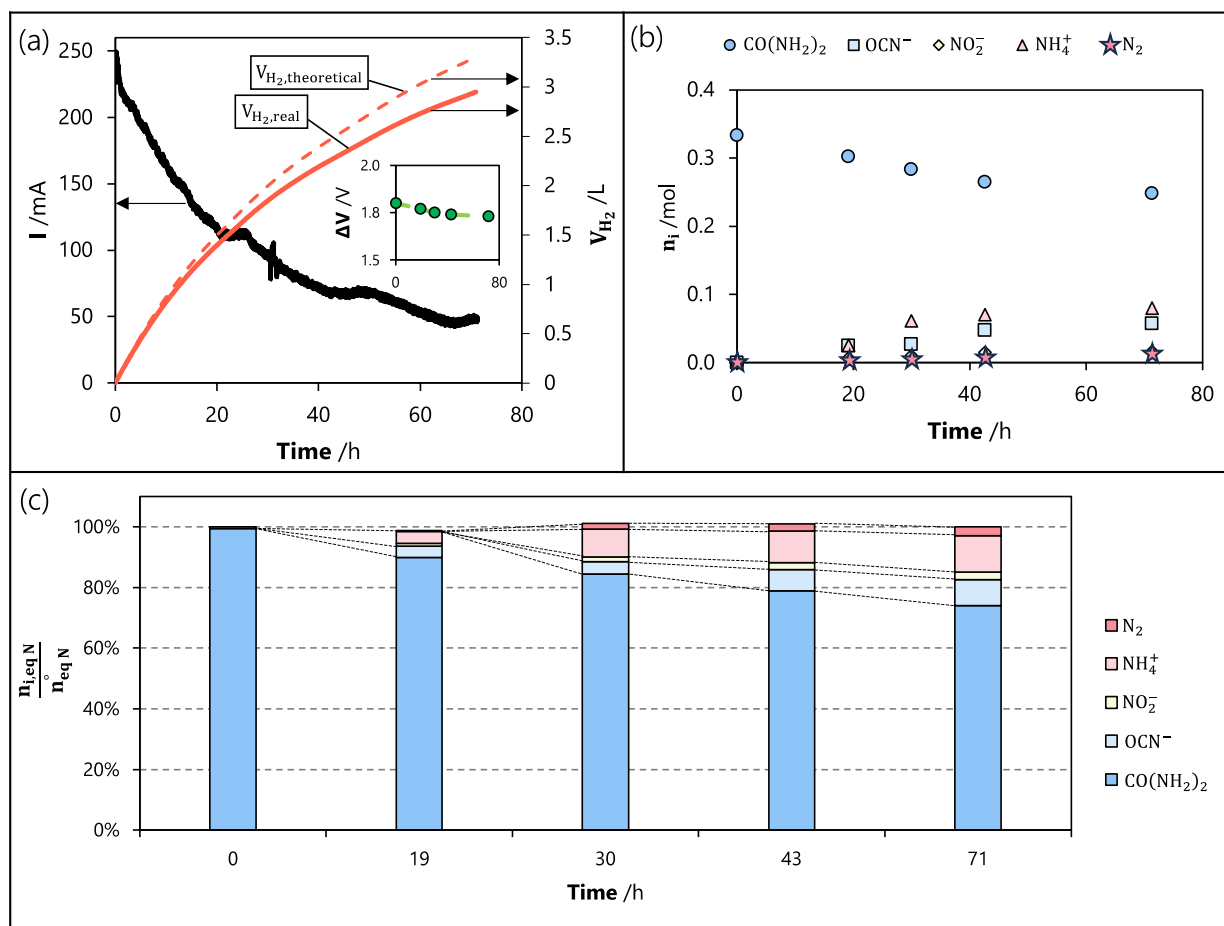 (a)
I /mA
250
200
150
100
50
0
V_H₂,theoretical
V_H₂,real
ΔV /V
2.0
1.8
1.5
0 80
V_H₂ /L
3.5
3
2.5
2
1.5
1
0.5
0
0 20 40 60 80
Time /h
(b)
CO(NH₂)₂ OCN⁻ NO₂⁻ NH₄⁺ N₂
nᵢ /mol
0.4
0.3
0.2
0.1
0.0
0 20 40 60 80
Time /h
(c)
n_i,eq N
n°_eq N
100%
80%
60%
40%
20%
0%
0 19 30 43 71
Time /h
N₂
NH₄⁺
NO₂⁻
OCN⁻
CO(NH₂)₂